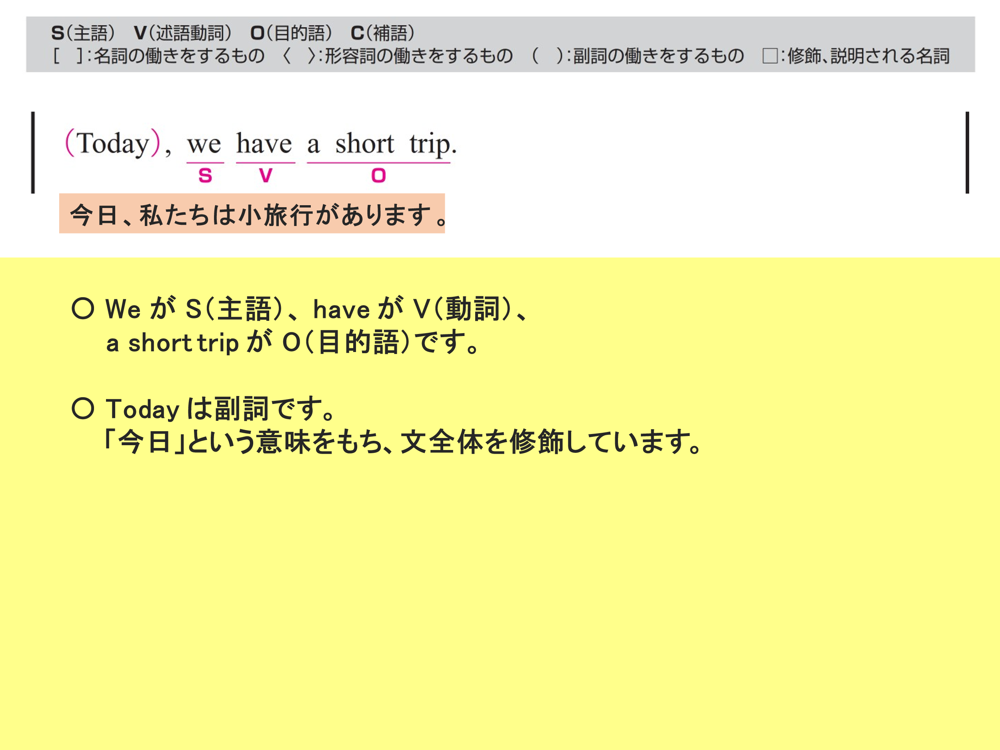 S(主語) V(述語動詞) O(目的語) C(補語)
[ ]:名詞の働きをするもの 〈 〉:形容詞の働きをするもの ( ):副詞の働きをするもの □:修飾、説明される名詞
(Today), we have a short trip.
S V O
今日、私たちは小旅行があります。
○ We が S(主語)、have が V(動詞)、
a short trip が O(目的語)です。
○ Today は副詞です。
「今日」という意味をもち、文全体を修飾しています。